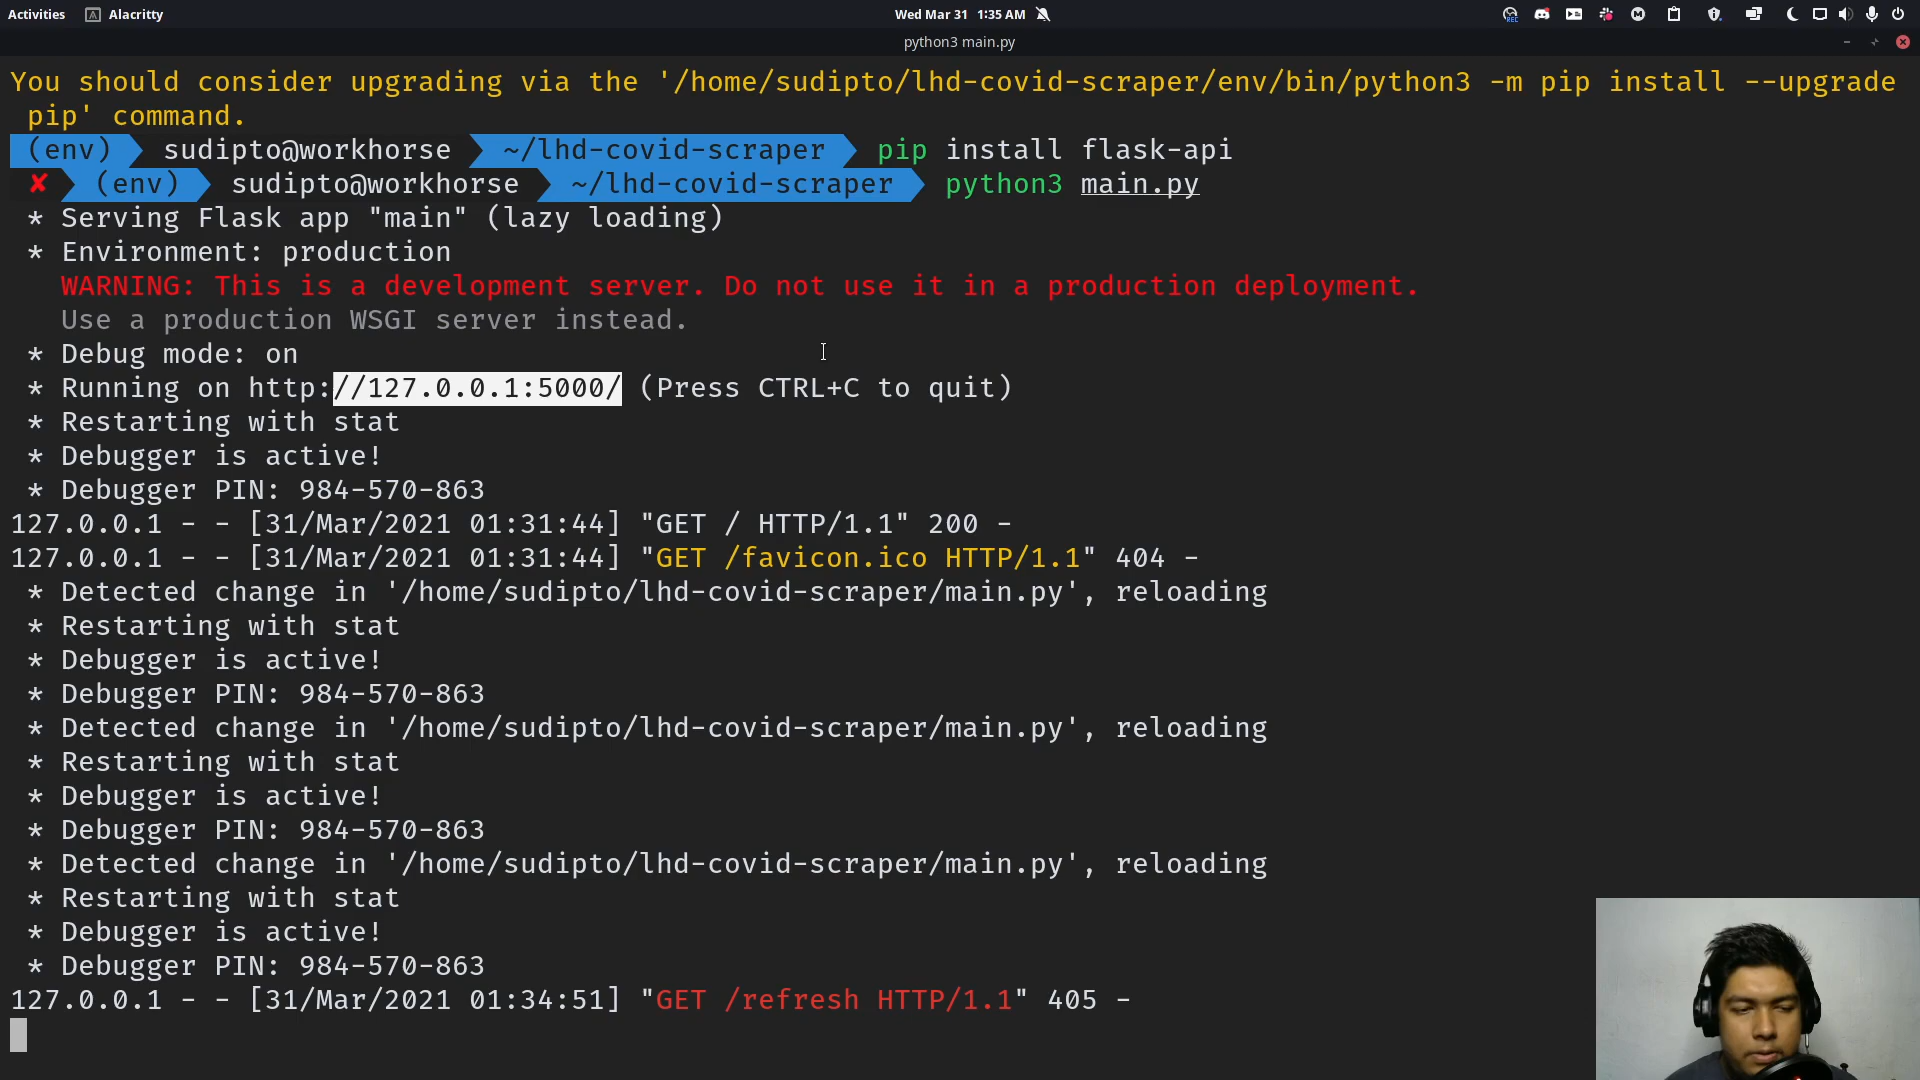 Activities Alacritty Wed Mar 31 1:35 AM
python3 main.py
You should consider upgrading via the '/home/sudipto/lhd-covid-scraper/env/bin/python3 -m pip install --upgrade
pip' command.
(env) sudipto@workhorse ~/lhd-covid-scraper pip install flask-api
✘ (env) sudipto@workhorse ~/lhd-covid-scraper python3 main.py
* Serving Flask app "main" (lazy loading)
* Environment: production
WARNING: This is a development server. Do not use it in a production deployment.
Use a production WSGI server instead.
* Debug mode: on
* Running on http://127.0.0.1:5000/ (Press CTRL+C to quit)
* Restarting with stat
* Debugger is active!
* Debugger PIN: 984-570-863
127.0.0.1 - - [31/Mar/2021 01:31:44] "GET / HTTP/1.1" 200 -
127.0.0.1 - - [31/Mar/2021 01:31:44] "GET /favicon.ico HTTP/1.1" 404 -
* Detected change in '/home/sudipto/lhd-covid-scraper/main.py', reloading
* Restarting with stat
* Debugger is active!
* Debugger PIN: 984-570-863
* Detected change in '/home/sudipto/lhd-covid-scraper/main.py', reloading
* Restarting with stat
* Debugger is active!
* Debugger PIN: 984-570-863
* Detected change in '/home/sudipto/lhd-covid-scraper/main.py', reloading
* Restarting with stat
* Debugger is active!
* Debugger PIN: 984-570-863
127.0.0.1 - - [31/Mar/2021 01:34:51] "GET /refresh HTTP/1.1" 405 -